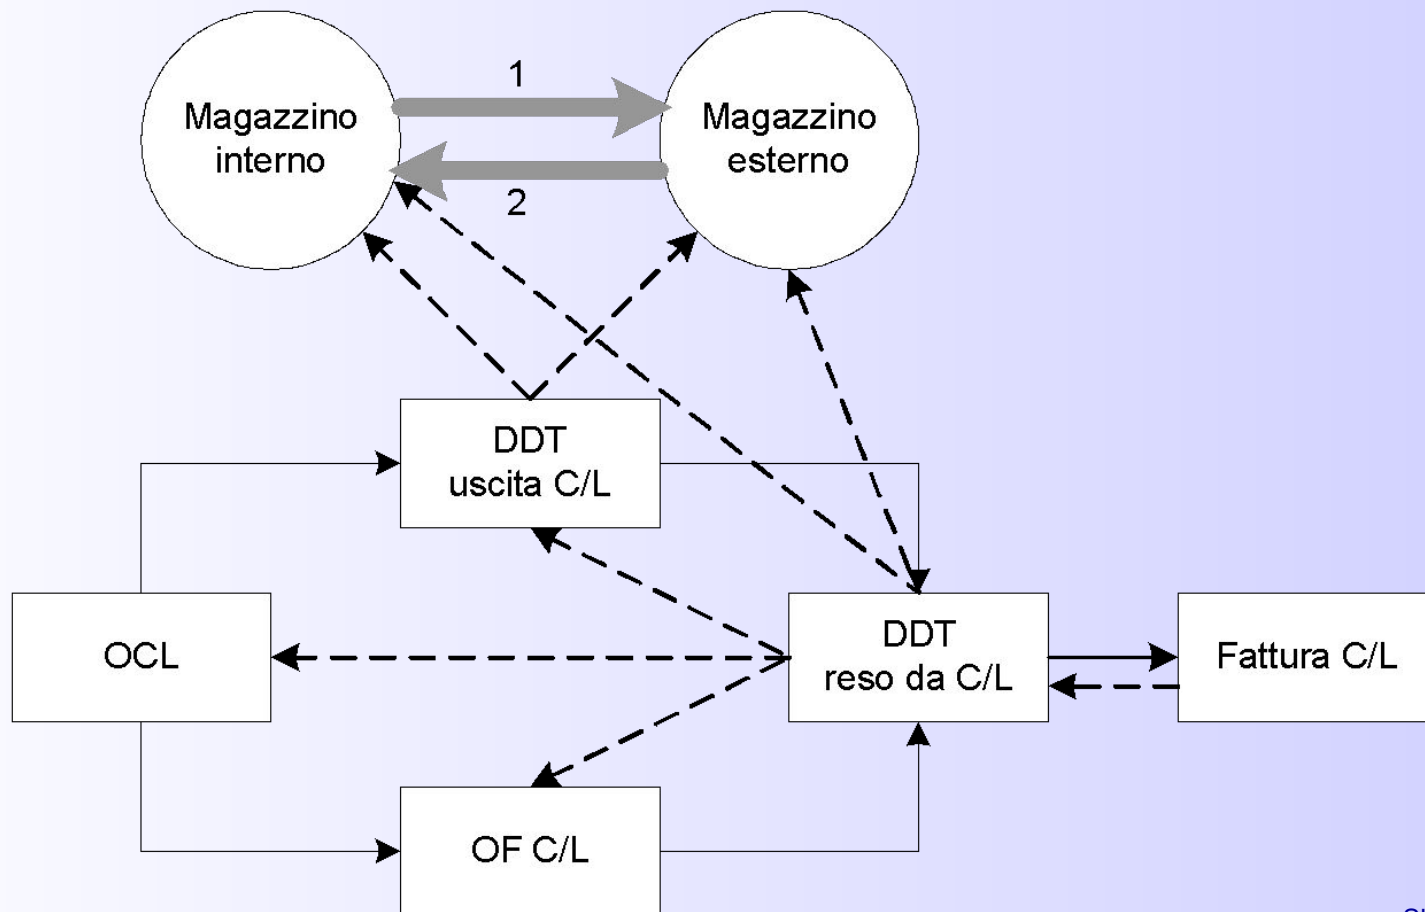 1
Magazzino
interno
Magazzino
esterno
2
DDT
uscita C/L
OCL
DDT
reso da C/L
Fattura C/L
OF C/L